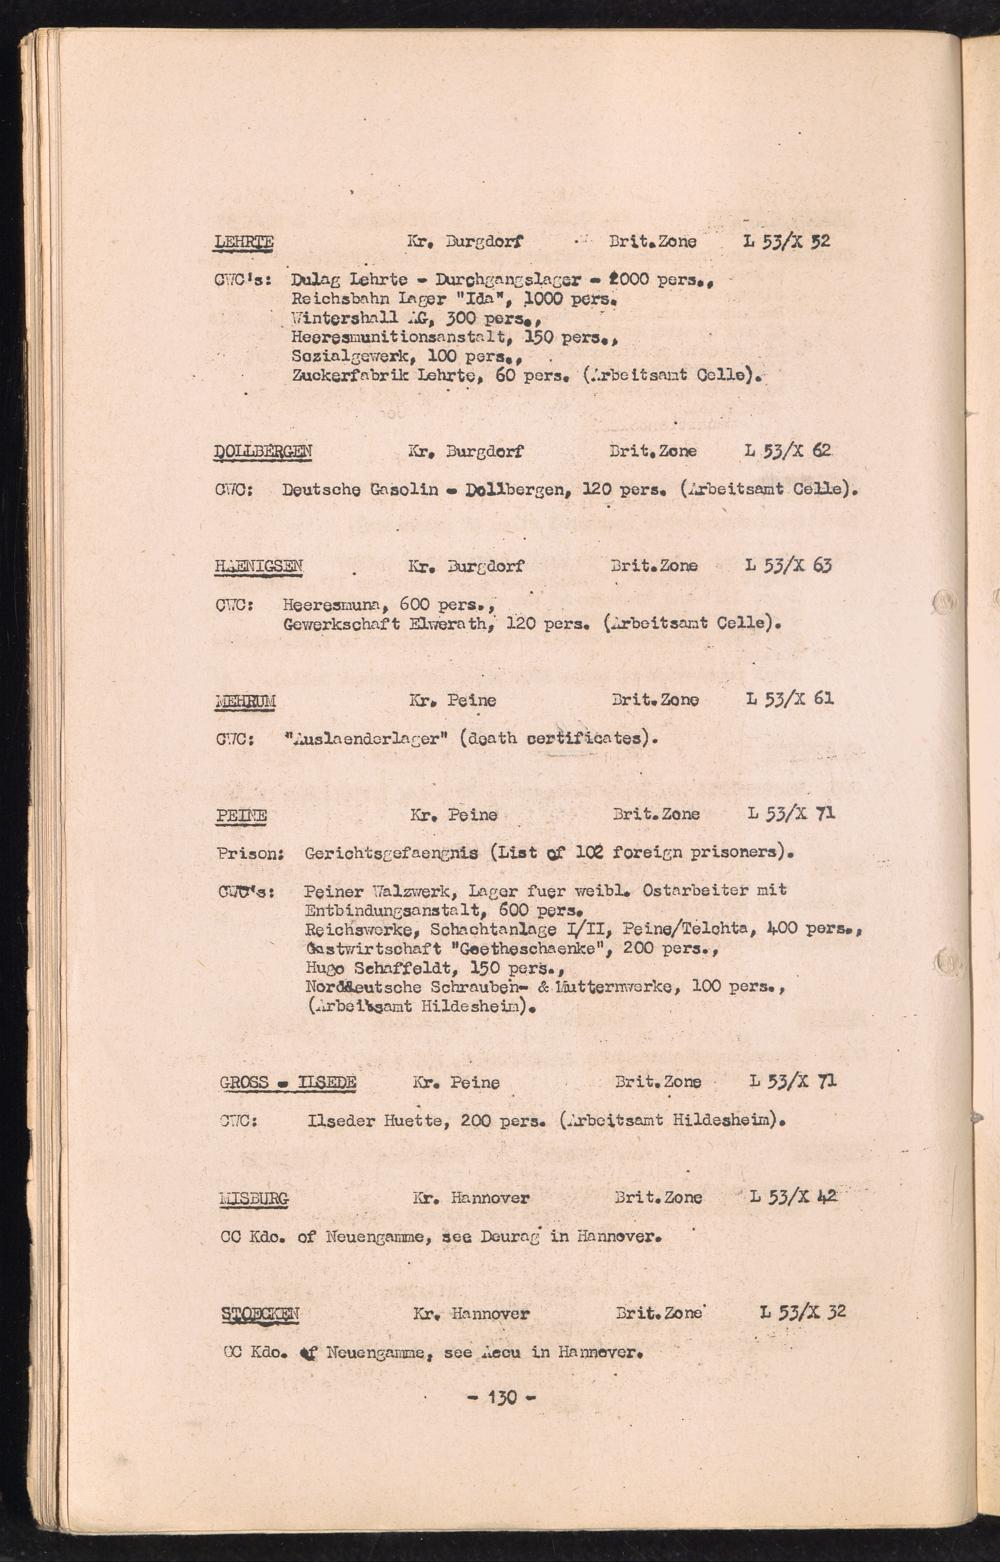 LEHRTE Kr. Burgdorf Brit.Zone L 53/X 52
CWC's: Dulag Lehrte - Durchgangslager - 2000 pers.,
Reichsbahn Lager "Ida", 1000 pers.
Wintershall AG, 300 pers.,
Heeresmunitionsanstalt, 150 pers.,
Sozialgewerk, 100 pers.,
Zuckerfabrik Lehrte, 60 pers. (Arbeitsamt Celle).
DOLLBERGEN Kr. Burgdorf Brit.Zone L 53/X 62
CWC: Deutsche Gasolin - Dollbergen, 120 pers. (Arbeitsamt Celle).
HAENIGSEN Kr. Burgdorf Brit.Zone L 53/X 63
CWC: Heeresmuna, 600 pers.,
Gewerkschaft Elwerath, 120 pers. (Arbeitsamt Celle).
MEHRUM Kr. Peine Brit.Zone L 53/X 61
CWC: "Auslaenderlager" (death certificates).
PEINE Kr. Peine Brit.Zone L 53/X 71
Prison: Gerichtsgefaengnis (List of 102 foreign prisoners).
CWC's: Peiner Walzwerk, Lager fuer weibl. Ostarbeiter mit
Entbindungsanstalt, 600 pers.
Reichswerke, Schachtanlage I/II, Peine/Telchta, 400 pers.,
Gastwirtschaft "Goetheschaenke", 200 pers.,
Hugo Schaffeldt, 150 pers.,
Norddeutsche Schrauben- & Mutternwerke, 100 pers.,
(Arbeitsamt Hildesheim).
GROSS - ILSEDE Kr. Peine Brit.Zone L 53/X 71
CWC: Ilseder Huette, 200 pers. (Arbeitsamt Hildesheim).
MISBURG Kr. Hannover Brit.Zone L 53/X 42
CC Kdo. of Neuengamme, see Deurag in Hannover.
STOECKEN Kr. Hannover Brit.Zone L 53/X 32
CC Kdo. of Neuengamme, see Accu in Hannover.
- 130 -